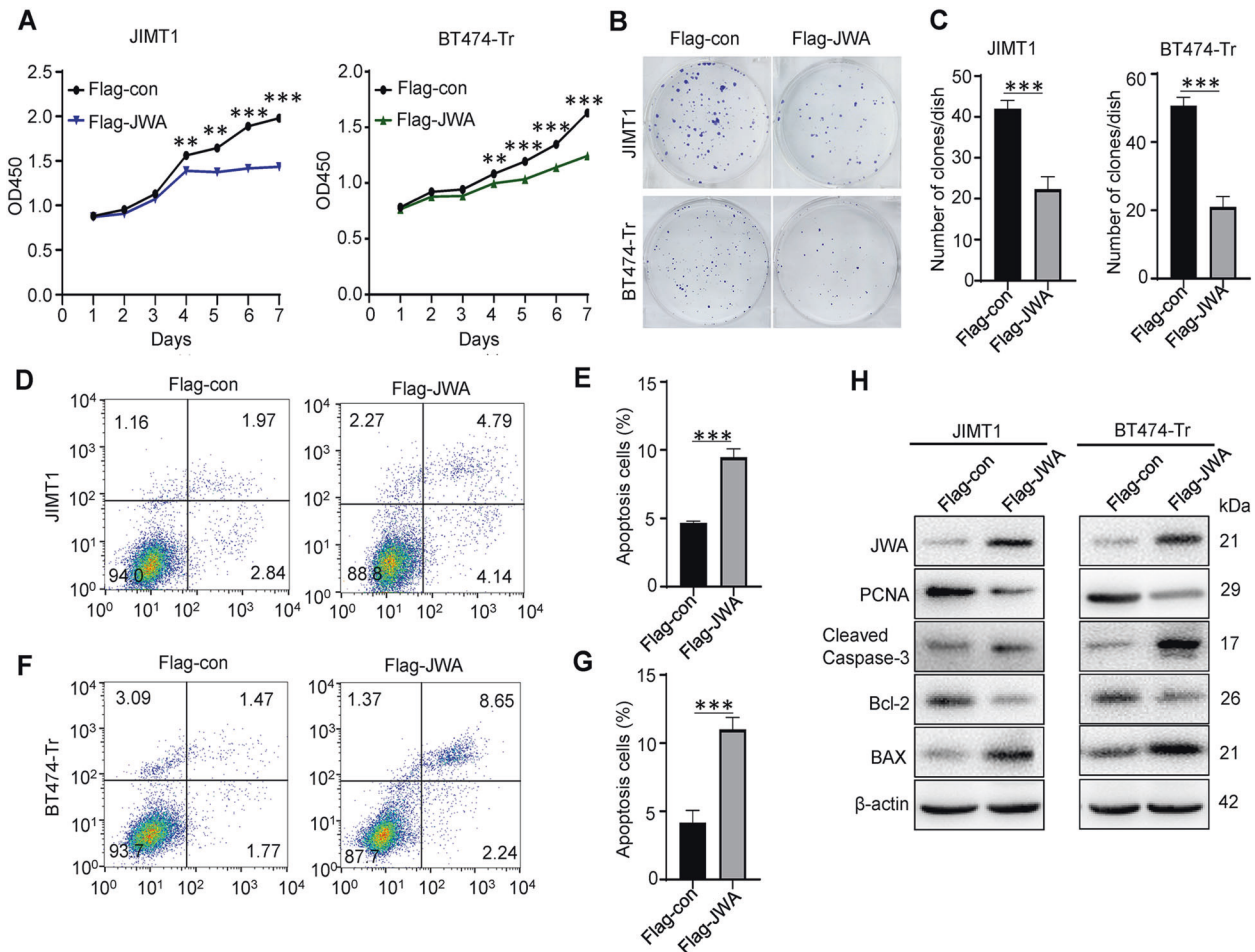 A
JIMT1
BT474-Tr
OD450
2.5
2.0
1.5
1.0
0.5
0.0
0 1 2 3 4 5 6 7
Days
Flag-con
Flag-JWA
** ** *** ***
OD450
2.0
1.5
1.0
0.5
0.0
0 1 2 3 4 5 6 7
Days
Flag-con
Flag-JWA
** *** *** ***
B
Flag-con Flag-JWA
JIMT1
BT474-Tr
C
JIMT1
Number of clones/dish
50
40
30
20
10
0
***
Flag-con
Flag-JWA
BT474-Tr
Number of clones/dish
60
40
20
0
***
Flag-con
Flag-JWA
D
Flag-con
JIMT1
10⁴
10³
10²
10¹
10⁰
1.16 1.97
94.0 2.84
10⁰ 10¹ 10² 10³ 10⁴
Flag-JWA
10⁴
10³
10²
10¹
10⁰
2.27 4.79
88.8 4.14
10⁰ 10¹ 10² 10³ 10⁴
E
Apoptosis cells (%)
15
10
5
0
***
Flag-con
Flag-JWA
F
Flag-con
BT474-Tr
10⁴
10³
10²
10¹
10⁰
3.09 1.47
93.7 1.77
10⁰ 10¹ 10² 10³ 10⁴
Flag-JWA
10⁴
10³
10²
10¹
10⁰
1.37 8.65
87.7 2.24
10⁰ 10¹ 10² 10³ 10⁴
G
Apoptosis cells (%)
15
10
5
0
***
Flag-con
Flag-JWA
H
JIMT1 BT474-Tr
Flag-con Flag-JWA Flag-con Flag-JWA kDa
JWA 21
PCNA 29
Cleaved
Caspase-3 17
Bcl-2 26
BAX 21
β-actin 42